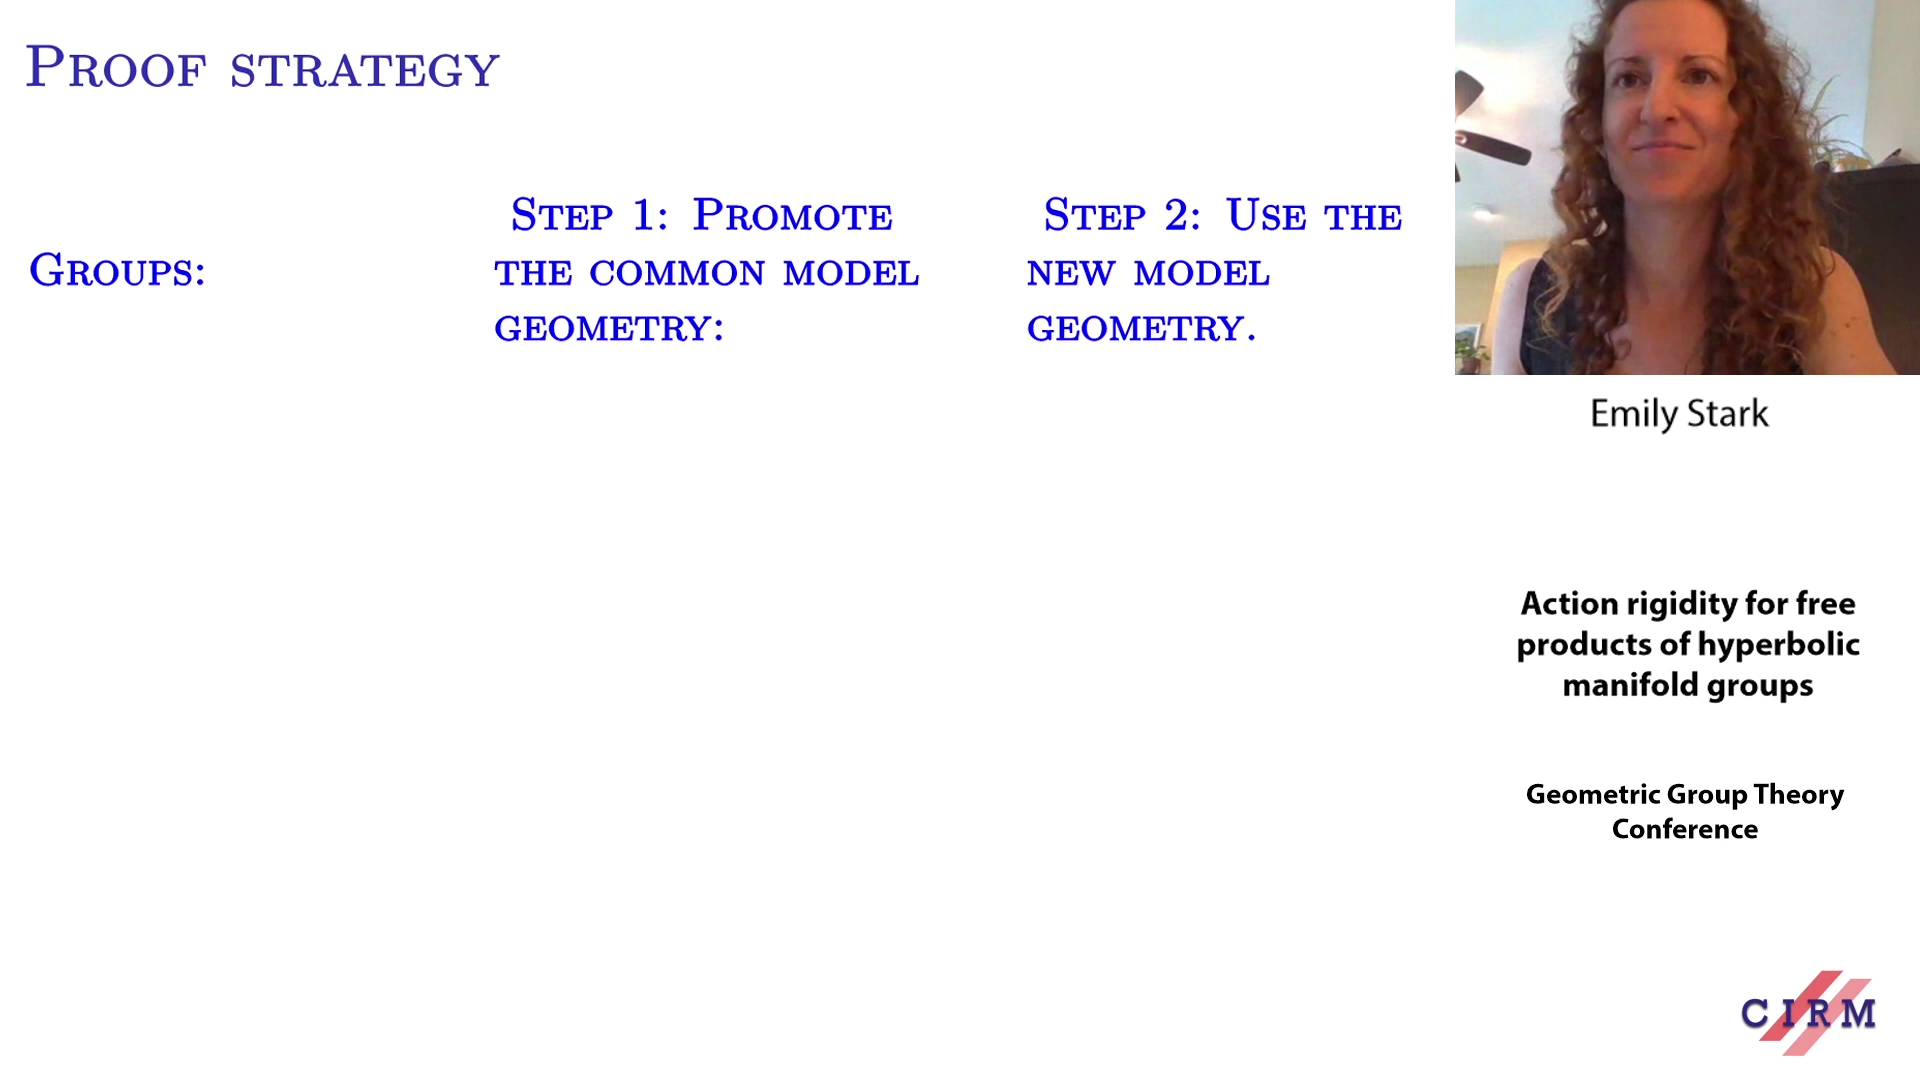 Proof strategy
Groups:
Step 1: Promote
the common model
geometry:
Step 2: Use the
new model
geometry.
Emily Stark
Action rigidity for free
products of hyperbolic
manifold groups
Geometric Group Theory
Conference
CIRM